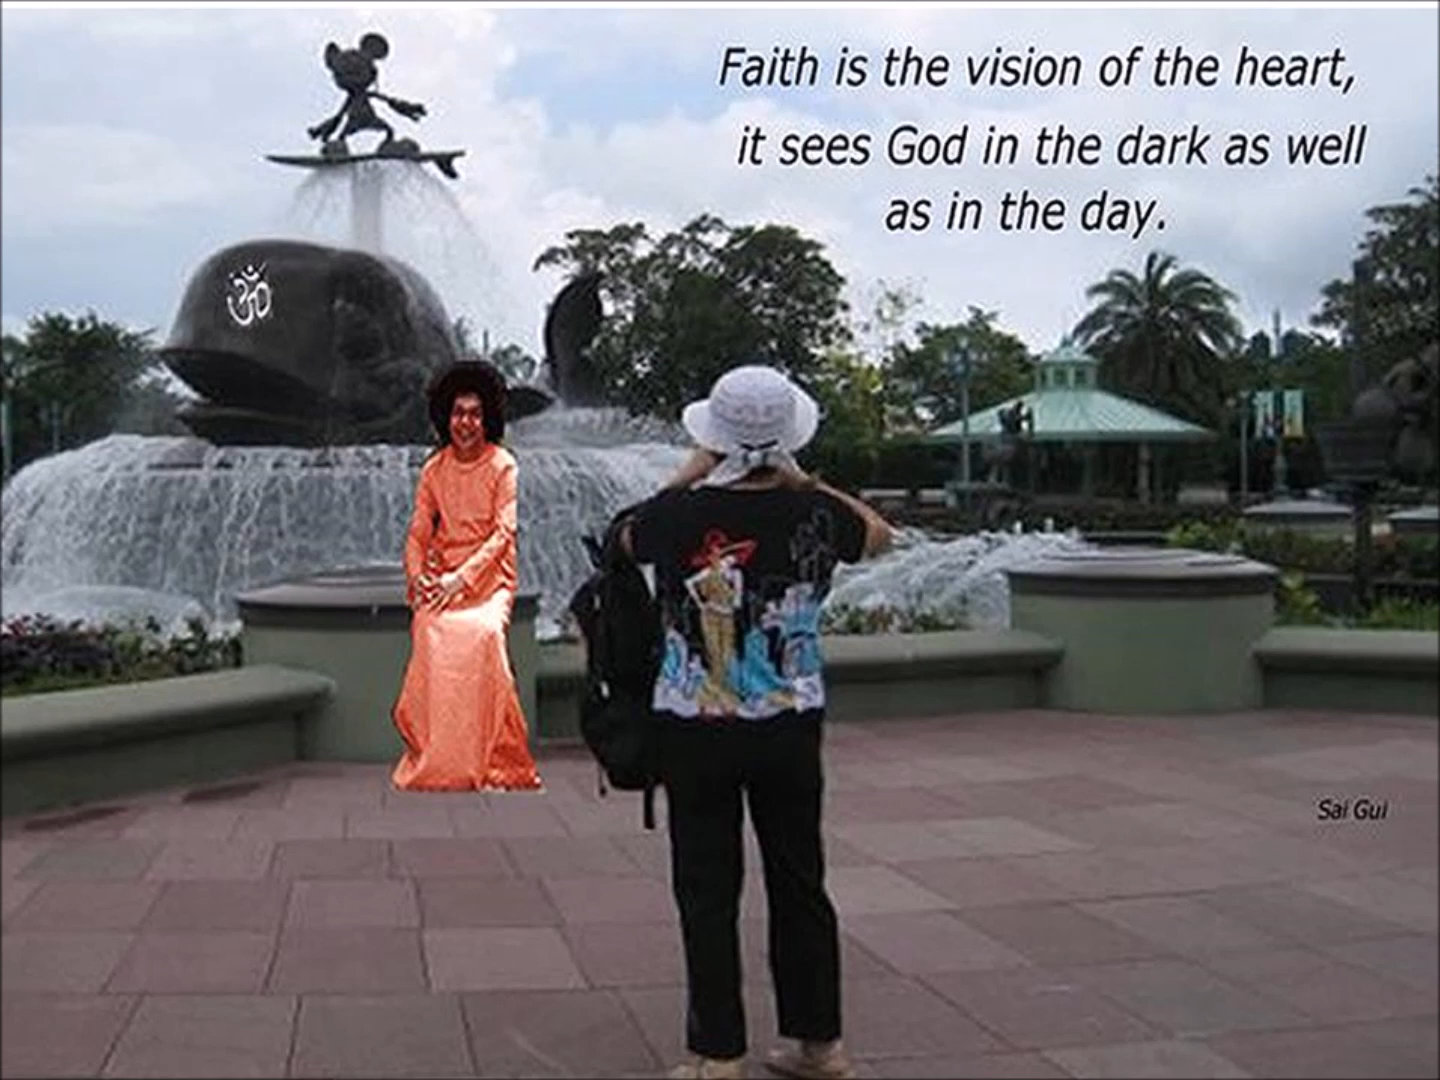 Faith is the vision of the heart,
it sees God in the dark as well
as in the day.
ॐ
Sai Gui